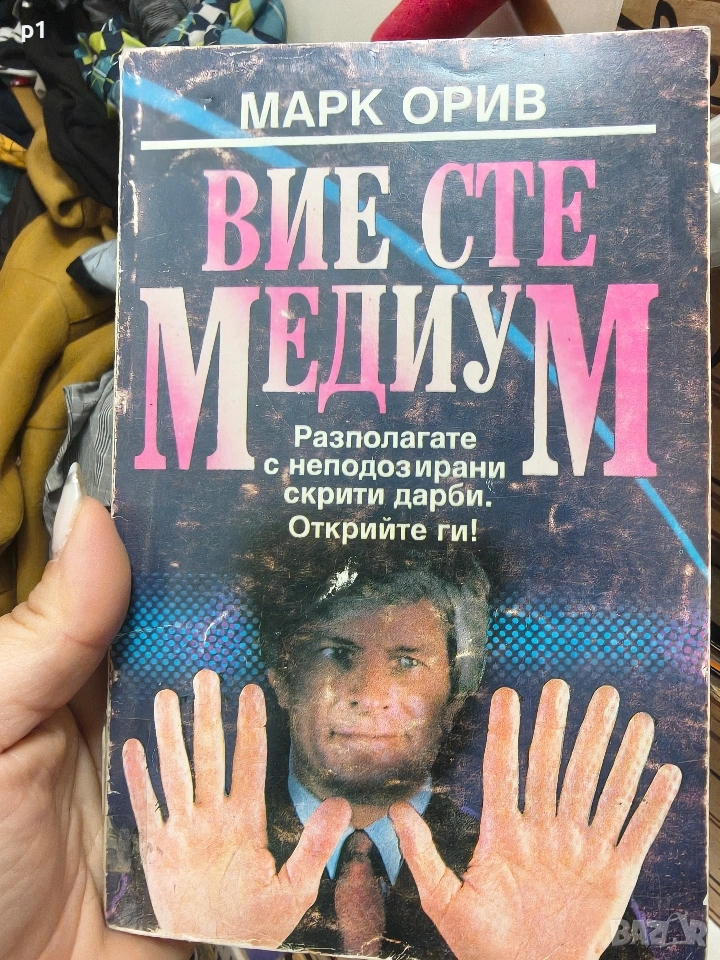 p1
МАРК ОРИВ
ВИЕ СТЕ
МЕДИУМ
Разполагате
с неподозирани
скрити дарби.
Открийте ги!
BAZAR